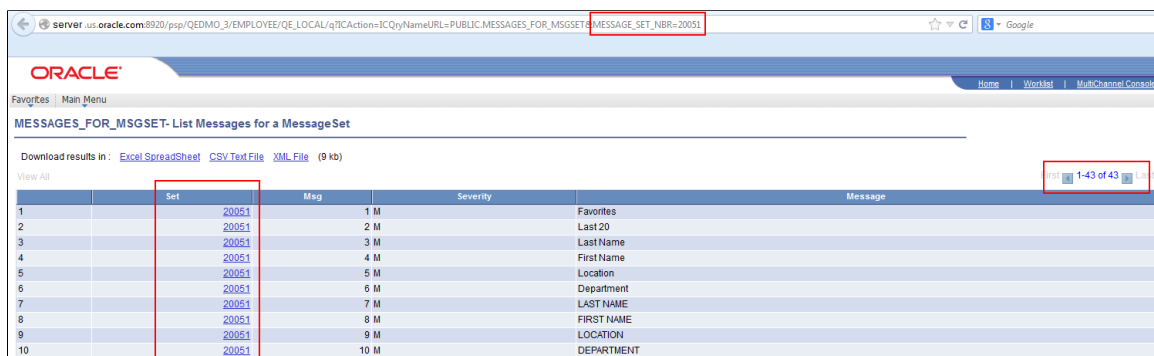 server.us.oracle.com:8920/psp/QEDMO_3/EMPLOYEE/QE_LOCAL/q?ICAction=ICQryNameURL=PUBLIC.MESSAGES_FOR_MSGSET&MESSAGE_SET_NBR=20051 8 Google
ORACLE
Home | Worklist | MultiChannel Console
Favorites Main Menu
MESSAGES_FOR_MSGSET- List Messages for a MessageSet
Download results in : Excel SpreadSheet CSV Text File XML File (9 kb)
View All First 1-43 of 43 Last
Set Msg Severity Message
1 20051 1 M Favorites
2 20051 2 M Last 20
3 20051 3 M Last Name
4 20051 4 M First Name
5 20051 5 M Location
6 20051 6 M Department
7 20051 7 M LAST NAME
8 20051 8 M FIRST NAME
9 20051 9 M LOCATION
10 20051 10 M DEPARTMENT